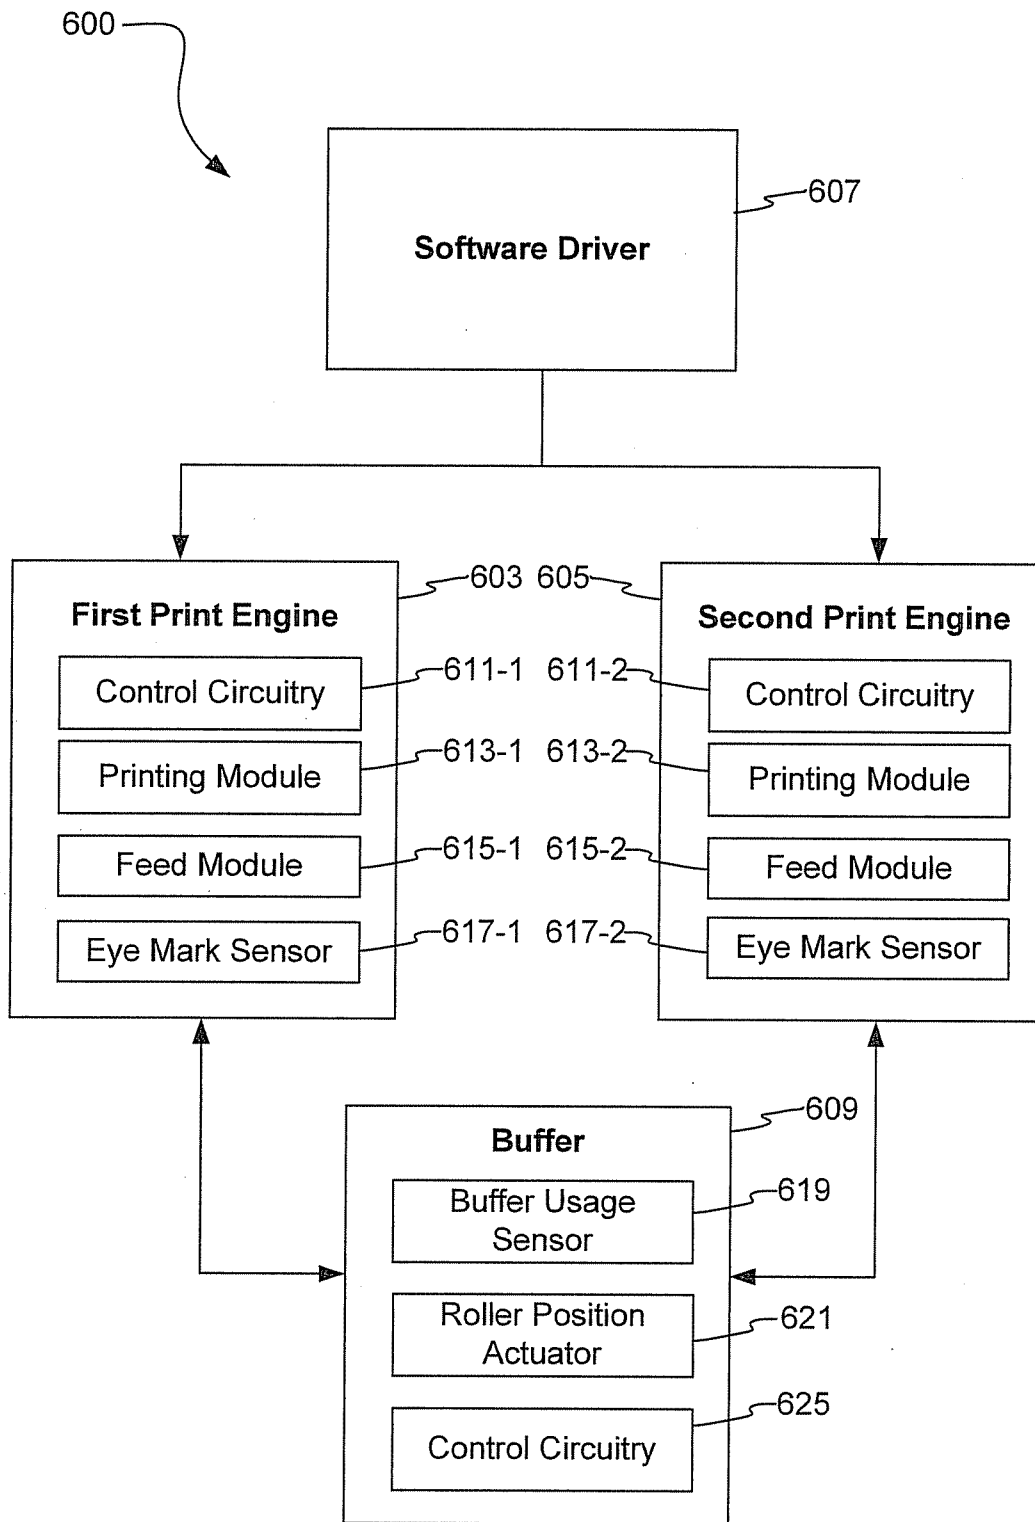 600
607
Software Driver
603 605
First Print Engine
Second Print Engine
Control Circuitry
611-1 611-2
Control Circuitry
Printing Module
613-1 613-2
Printing Module
Feed Module
615-1 615-2
Feed Module
Eye Mark Sensor
617-1 617-2
Eye Mark Sensor
609
Buffer
Buffer Usage
Sensor
619
Roller Position
Actuator
621
Control Circuitry
625